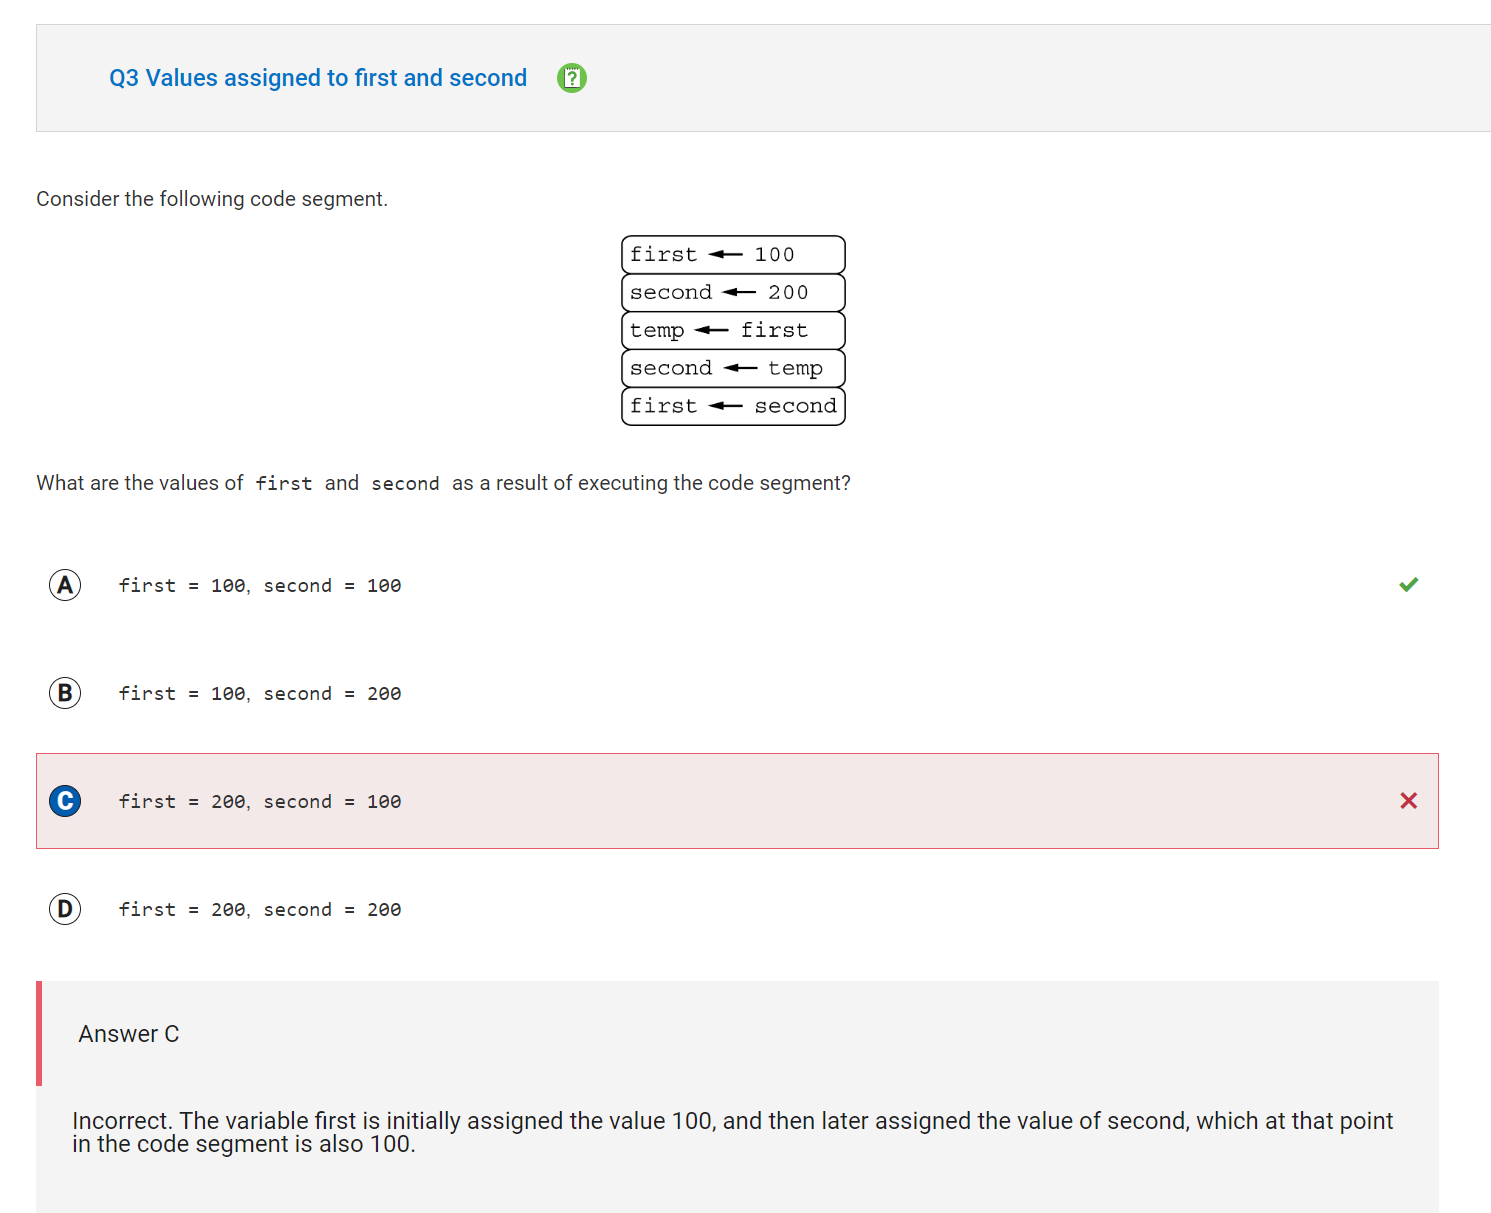 Q3 Values assigned to first and second
Consider the following code segment.
first ← 100
second ← 200
temp ← first
second ← temp
first ← second
What are the values of first and second as a result of executing the code segment?
A first = 100, second = 100
B first = 100, second = 200
C first = 200, second = 100
D first = 200, second = 200
Answer C
Incorrect. The variable first is initially assigned the value 100, and then later assigned the value of second, which at that point
in the code segment is also 100.